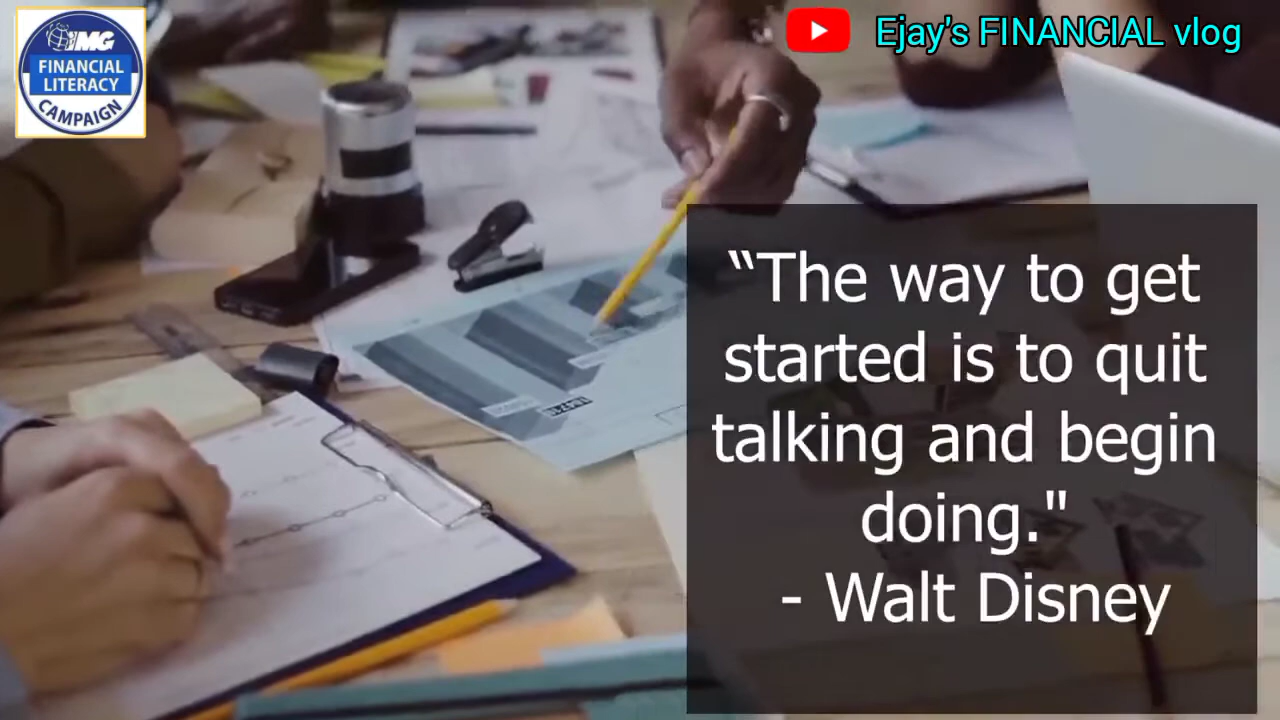 IMG
FINANCIAL
LITERACY
CAMPAIGN
Ejay's FINANCIAL vlog
“The way to get
started is to quit
talking and begin
doing."
- Walt Disney